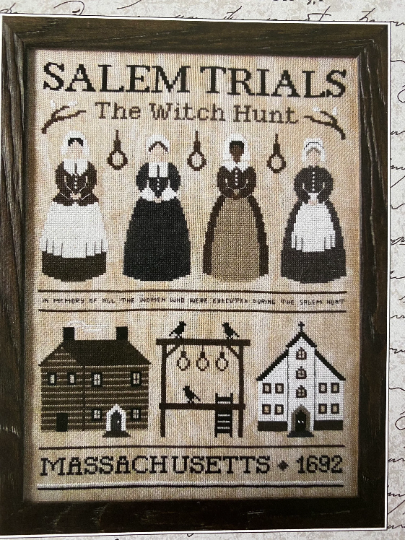 SALEM TRIALS
The Witch Hunt
IN MEMORY OF ALL THE WOMEN WHO WERE EXECUTED DURING THE SALEM HUNT
MASSACHUSETTS ◆ 1692